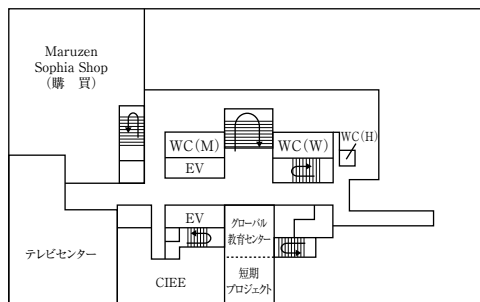 Maruzen
Sophia Shop
（購　買）
WC(M)
WC(W)
WC(H)
EV
EV
グローバル
教育センター
テレビセンター
CIEE
短期
プロジェクト